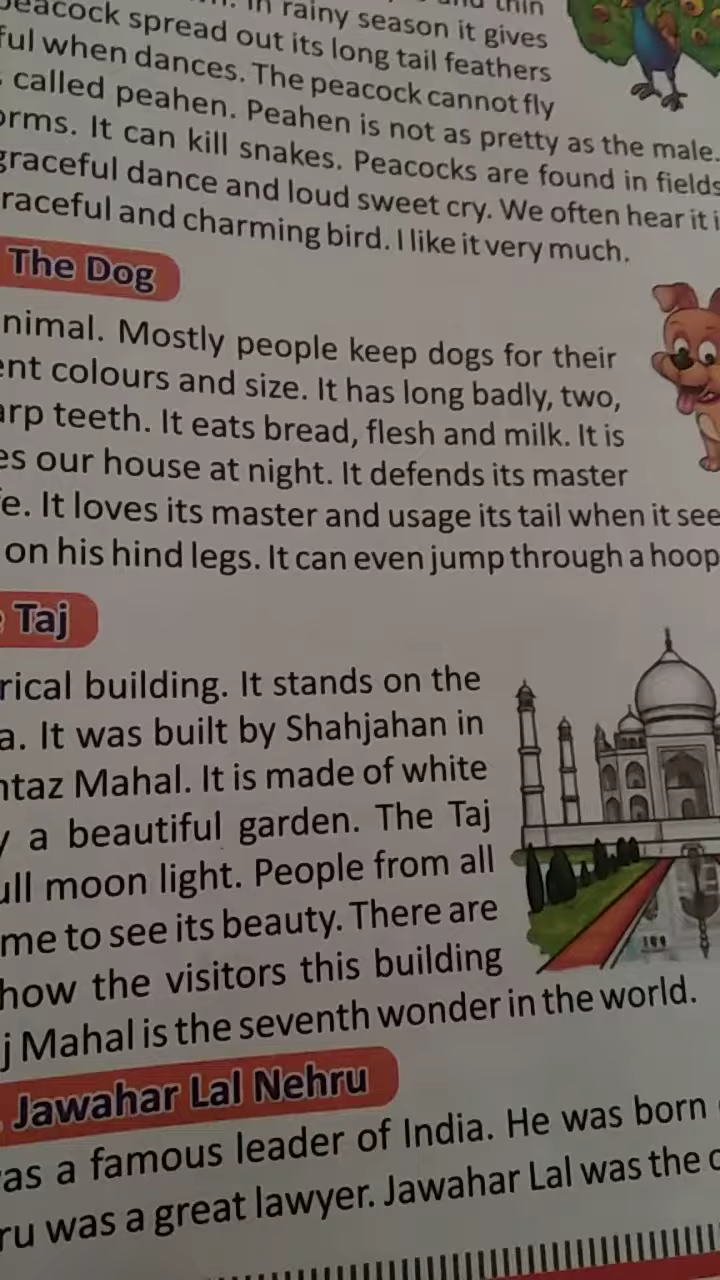 in rainy season it gives
peacock spread out its long tail feathers
when dances. The peacock cannot fly
called peahen. Peahen is not as pretty as the male.
It can kill snakes. Peacocks are found in fields
graceful dance and loud sweet cry. We often hear it
raceful and charming bird. I like it very much.
The Dog
nimal. Mostly people keep dogs for their
ent colours and size. It has long badly, two,
arp teeth. It eats bread, flesh and milk. It is
es our house at night. It defends its master
fe. It loves its master and usage its tail when it see
on his hind legs. It can even jump through a hoop
Taj
rical building. It stands on the
a. It was built by Shahjahan in
ntaz Mahal. It is made of white
a beautiful garden. The Taj
ull moon light. People from all
me to see its beauty. There are
how the visitors this building
j Mahal is the seventh wonder in the world.
Jawahar Lal Nehru
as a famous leader of India. He was born
ru was a great lawyer. Jawahar Lal was the